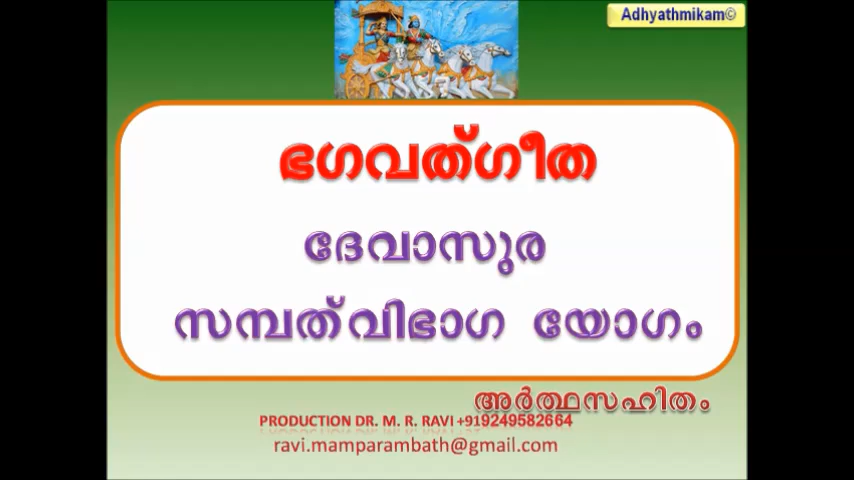 Adhyathmikam©
ഭഗവത്ഗീത
ദേവാസുര
സമ്പത്‌വിഭാഗ യോഗം
അർത്ഥസഹിതം
PRODUCTION DR. M. R. RAVI +919249582664
ravi.mamparambath@gmail.com